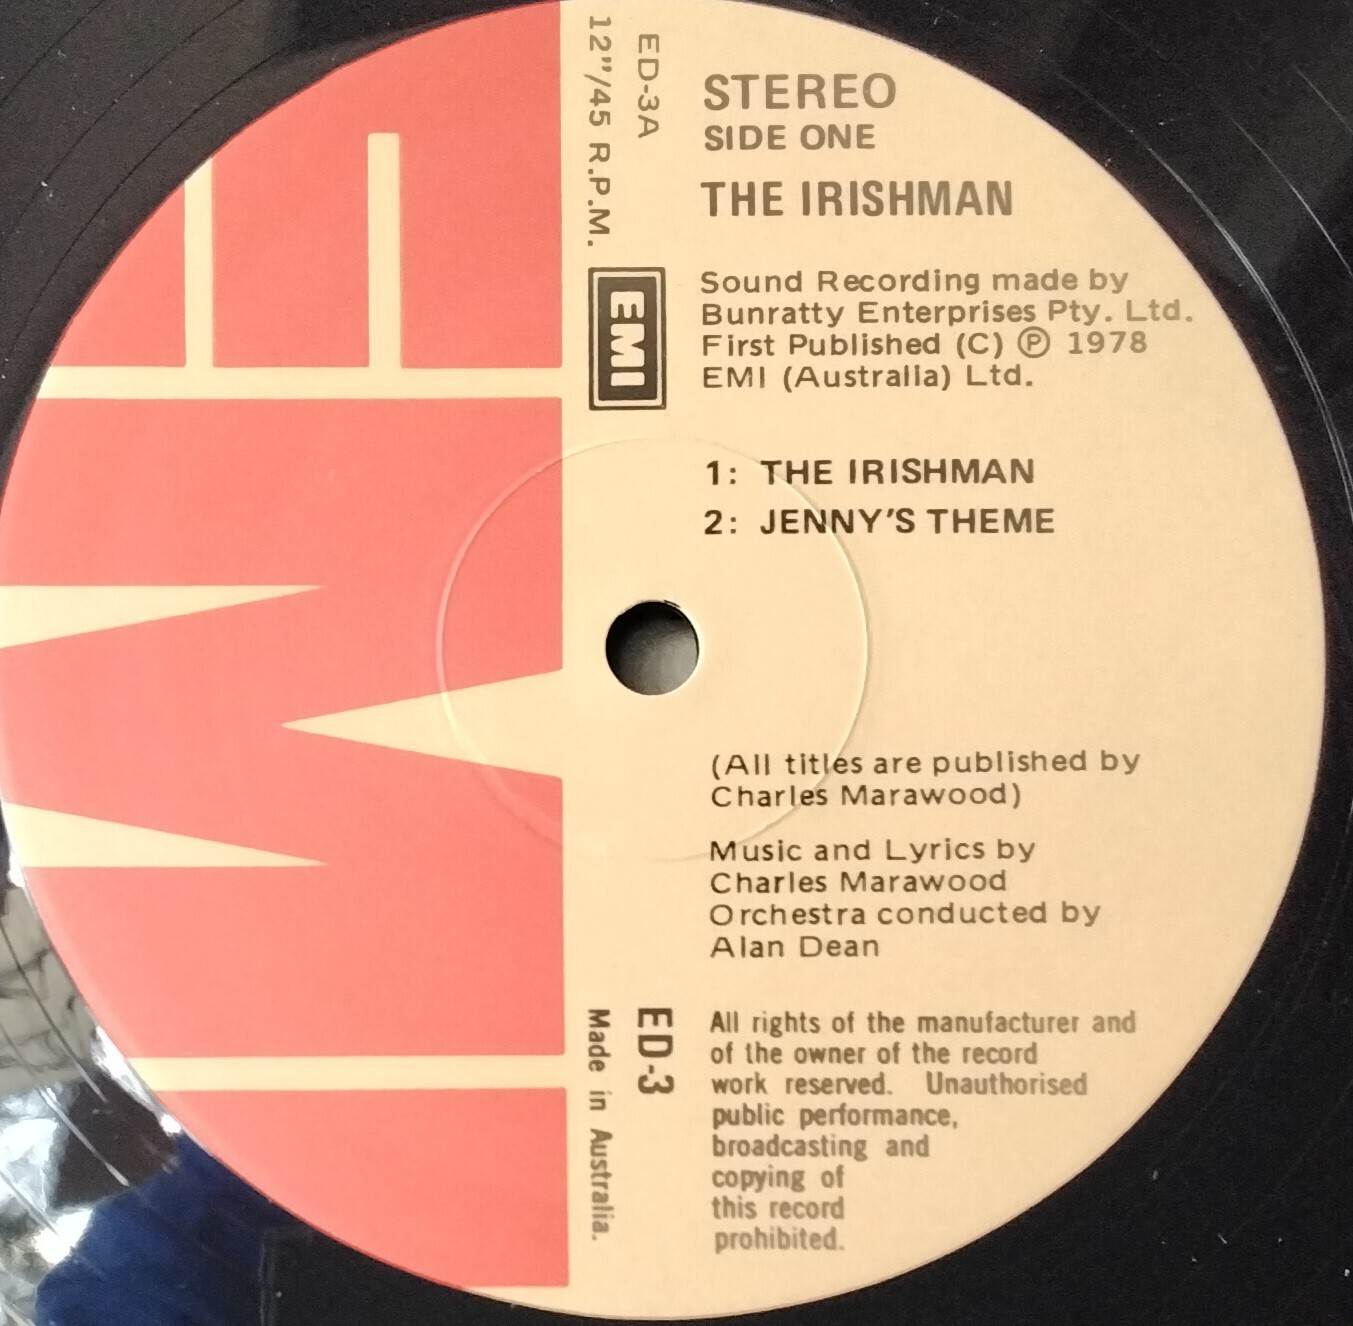 STEREO
SIDE ONE
THE IRISHMAN
ED-3A
12"/45 R.P.M.
EMI
Sound Recording made by
Bunratty Enterprises Pty. Ltd.
First Published (C) ℗ 1978
EMI (Australia) Ltd.
1: THE IRISHMAN
2: JENNY'S THEME
(All titles are published by
Charles Marawood)
Music and Lyrics by
Charles Marawood
Orchestra conducted by
Alan Dean
ED-3
Made in Australia.
All rights of the manufacturer and
of the owner of the record
work reserved. Unauthorised
public performance,
broadcasting and
copying of
this record
prohibited.
EMI